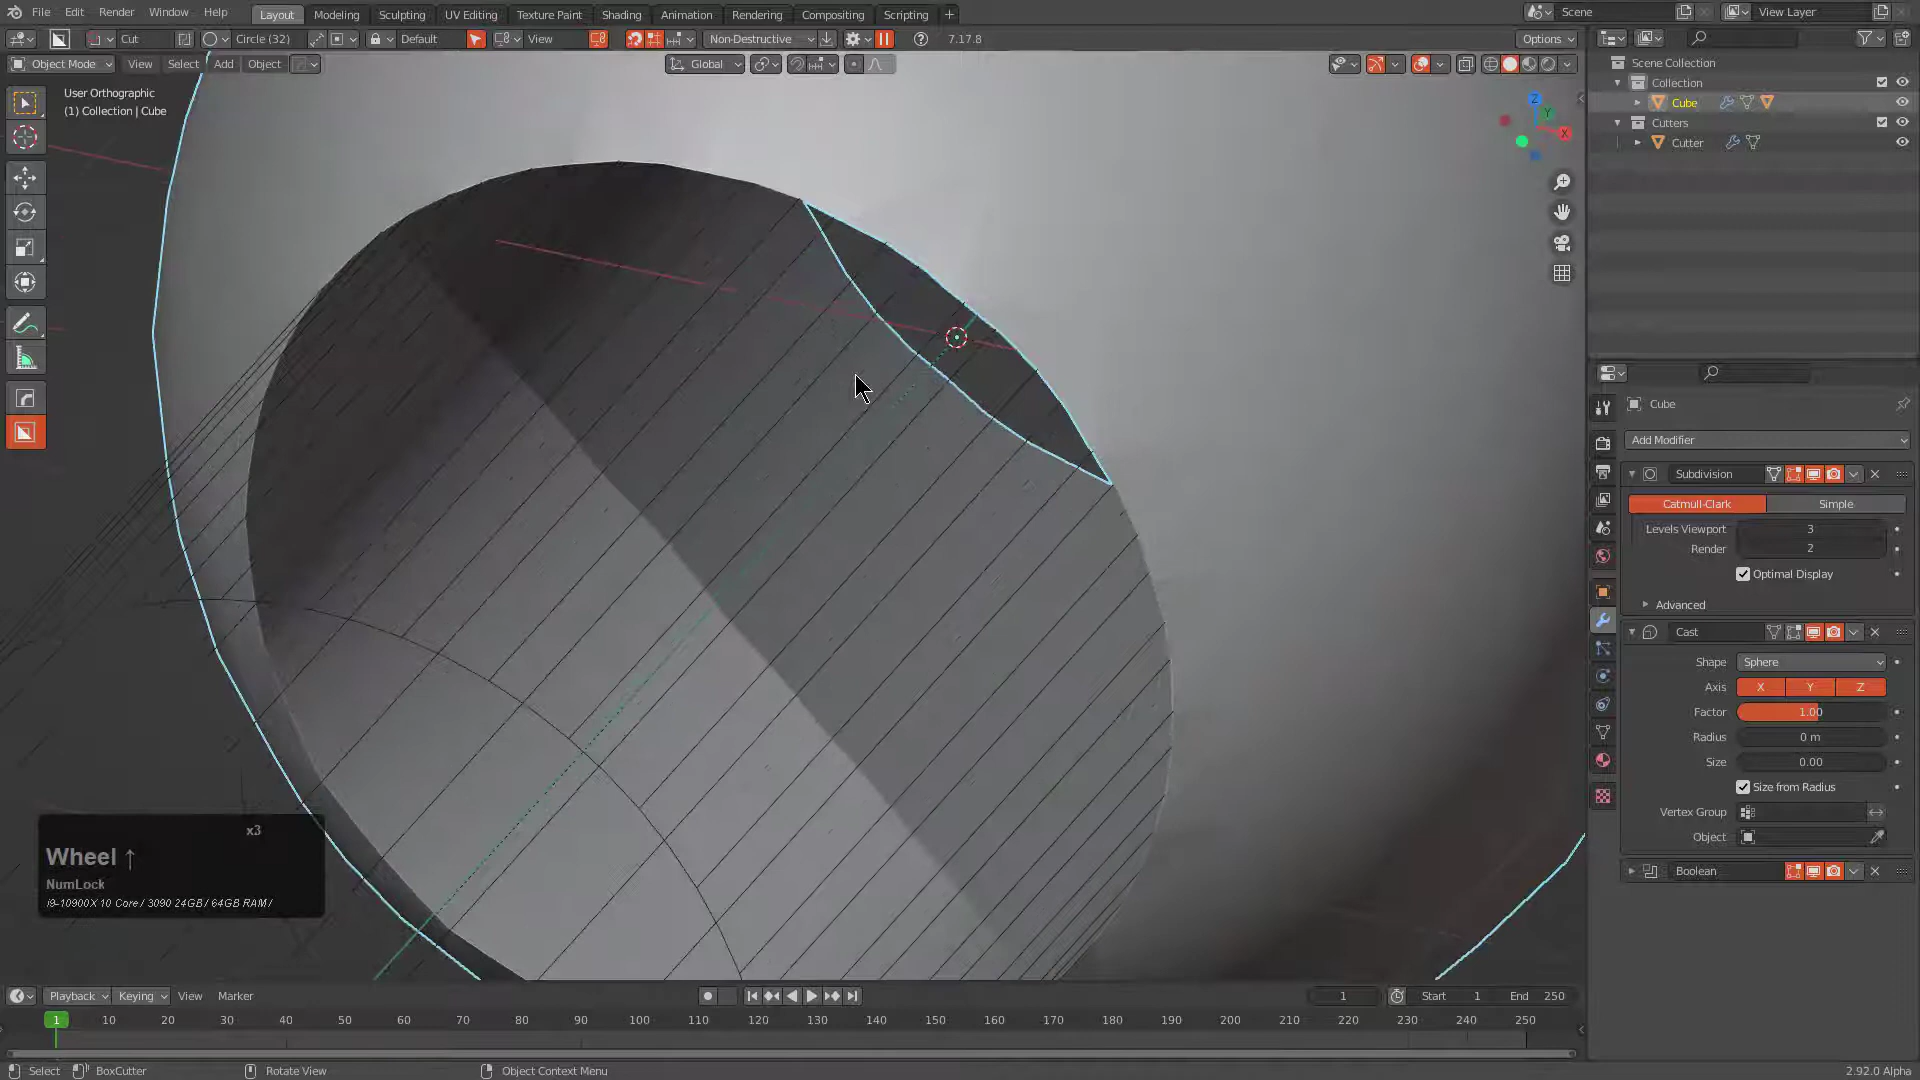 File Edit Render Window Help Layout Modeling Sculpting UV Editing Texture Paint Shading Animation Rendering Compositing Scripting + Scene View Layer
Cut Circle (32) Default View Non-Destructive 7.17.8 Options
Object Mode View Select Add Object Global
User Orthographic
(1) Collection | Cube
Z
Y
X
Scene Collection
Collection
Cube
Cutters
Cutter
Cube
Add Modifier
Subdivision
Catmull-Clark Simple
Levels Viewport 3
Render 2
Optimal Display
Advanced
Cast
Shape Sphere
Axis X Y Z
Factor 1.00
Radius 0 m
Size 0.00
Size from Radius
Vertex Group
Object
Boolean
x3
Wheel ↑
NumLock
i9-10900X 10 Core / 3090 24GB / 64GB RAM /
Playback Keying View Marker 1 Start 1 End 250
1 10 20 30 40 50 60 70 80 90 100 110 120 130 140 150 160 170 180 190 200 210 220 230 240 250
Select BoxCutter Rotate View Object Context Menu 2.92.0 Alpha